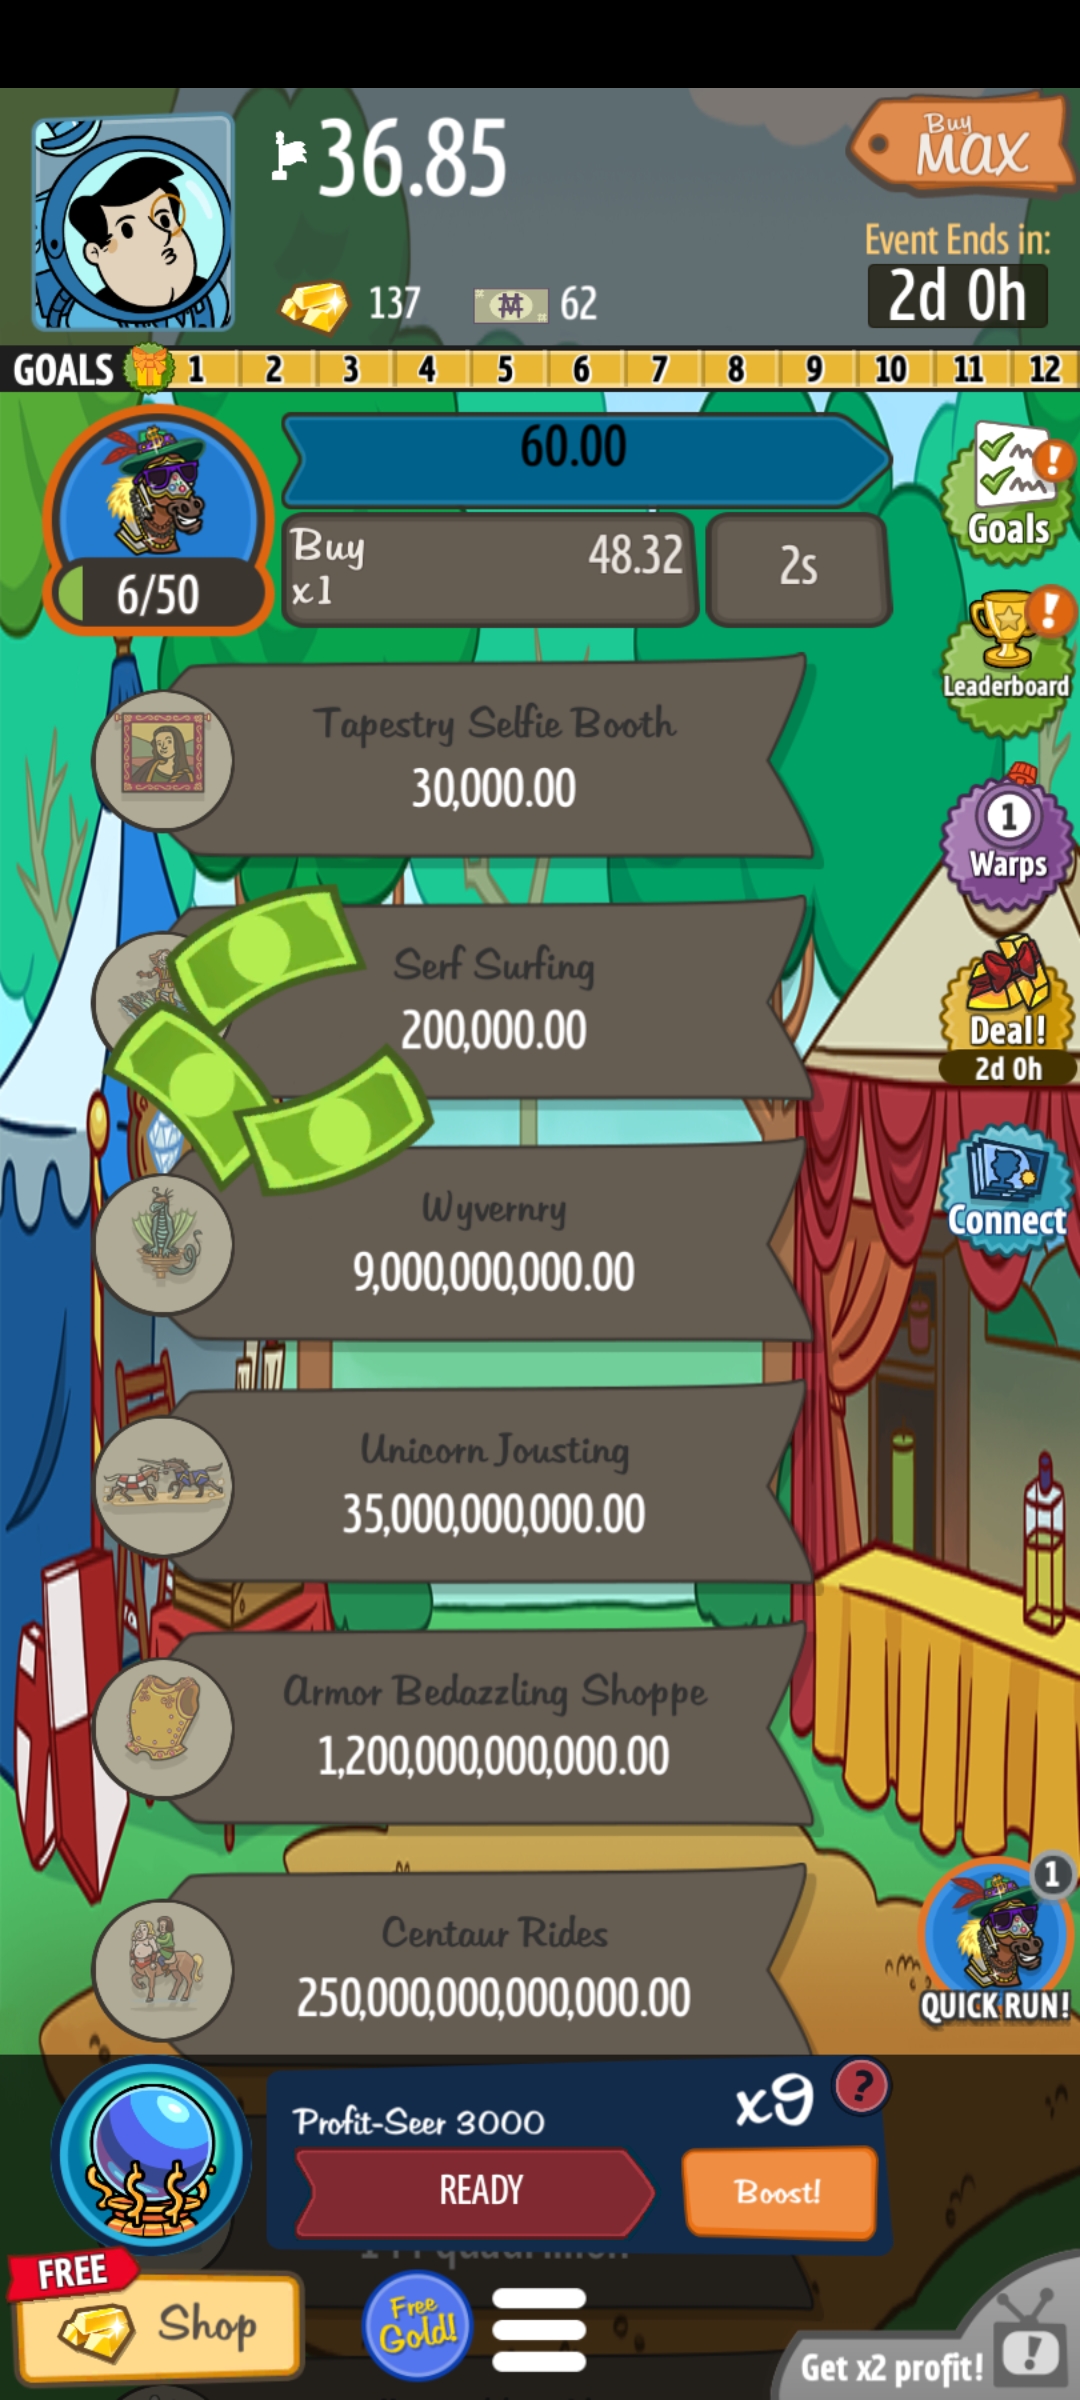 36.85
Buy
MAX
Event Ends in:
2d 0h
137
62
GOALS 1 2 3 4 5 6 7 8 9 10 11 12
60.00
Buy
x1
48.32
2s
6/50
Goals
Leaderboard
Tapestry Selfie Booth
30,000.00
1
Warps
Serf Surfing
200,000.00
Deal!
2d 0h
Wyvernry
9,000,000,000.00
Connect
Unicorn Jousting
35,000,000,000.00
Armor Bedazzling Shoppe
1,200,000,000,000.00
Centaur Rides
250,000,000,000,000.00
1
QUICK RUN!
Profit-Seer 3000
x9
?
READY
Boost!
FREE
Shop
Free
Gold!
Get x2 profit!